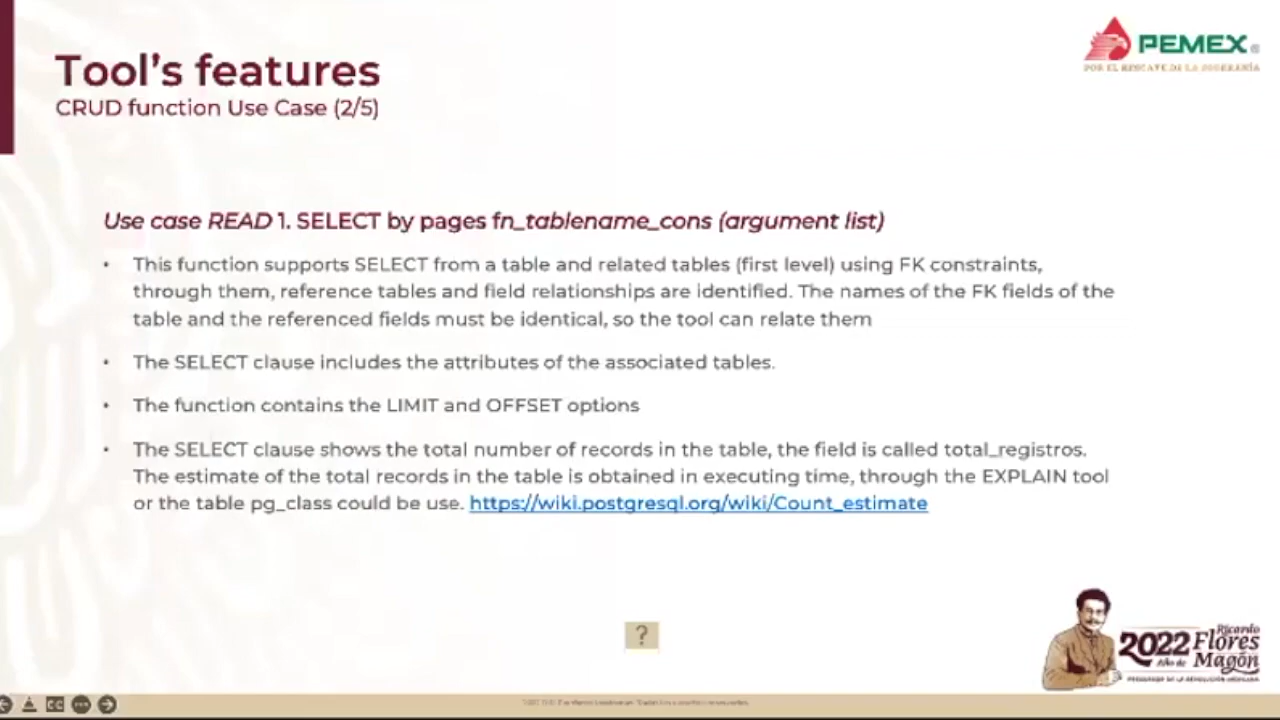 Tool's features
CRUD function Use Case (2/5)
PEMEX®
POR EL RESCATE DE LA SOBERANÍA
Use case READ 1. SELECT by pages fn_tablename_cons (argument list)
• This function supports SELECT from a table and related tables (first level) using FK constraints,
through them, reference tables and field relationships are identified. The names of the FK fields of the
table and the referenced fields must be identical, so the tool can relate them
• The SELECT clause includes the attributes of the associated tables.
• The function contains the LIMIT and OFFSET options
• The SELECT clause shows the total number of records in the table, the field is called total_registros.
The estimate of the total records in the table is obtained in executing time, through the EXPLAIN tool
or the table pg_class could be use. https://wiki.postgresql.org/wiki/Count_estimate
?
2022 Ricardo
Año de Flores
Magón
PRECURSOR DE LA REVOLUCIÓN MEXICANA
CC